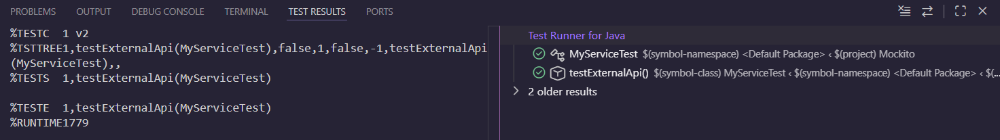 PROBLEMS OUTPUT DEBUG CONSOLE TERMINAL TEST RESULTS PORTS
%TESTC 1 v2
%TSTTREE1,testExternalApi(MyServiceTest),false,1,false,-1,testExternalApi
(MyServiceTest),,
%TESTS 1,testExternalApi(MyServiceTest)
%TESTE 1,testExternalApi(MyServiceTest)
%RUNTIME1779
Test Runner for Java
MyServiceTest $(symbol-namespace) <Default Package> ‹ $(project) Mockito
testExternalApi() $(symbol-class) MyServiceTest ‹ $(symbol-namespace) <Default Package> ‹ $(...
2 older results